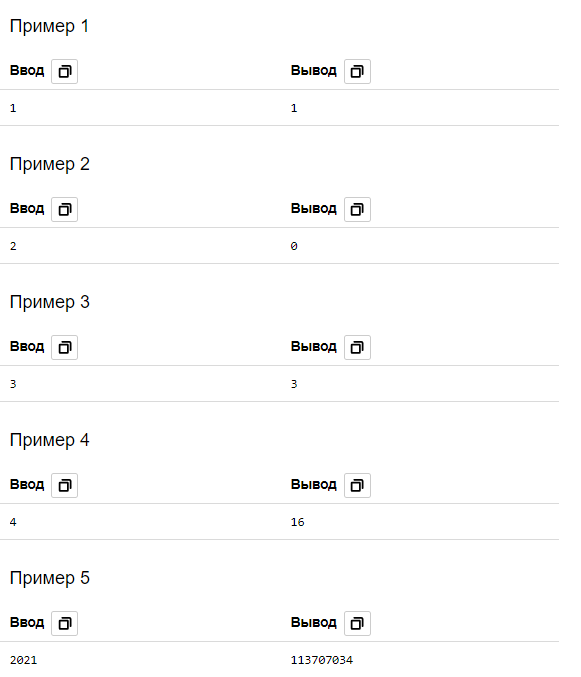 Пример 1
Ввод Вывод
1 1
Пример 2
Ввод Вывод
2 0
Пример 3
Ввод Вывод
3 3
Пример 4
Ввод Вывод
4 16
Пример 5
Ввод Вывод
2021 113707034